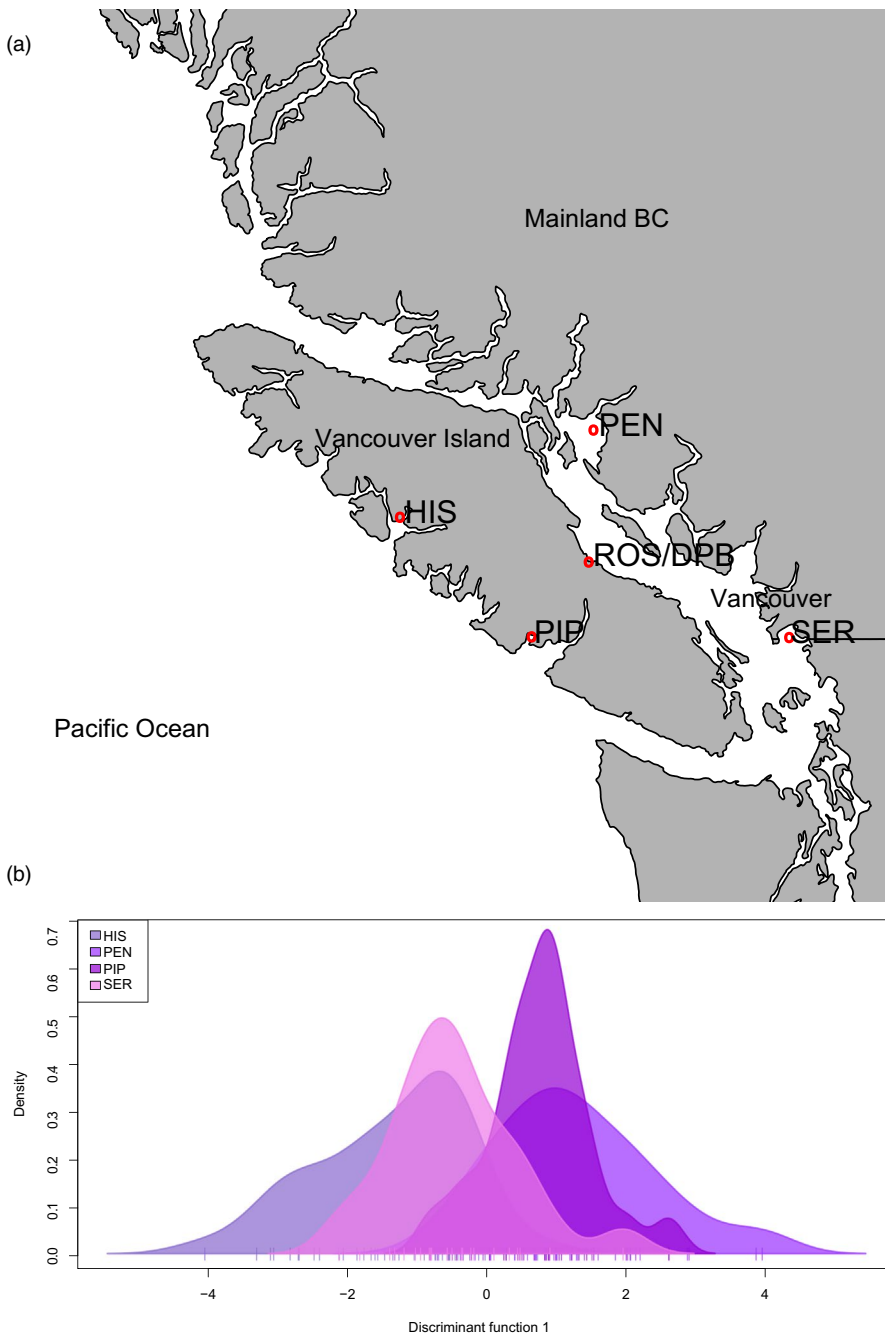 (a)
Mainland BC
PEN
Vancouver Island
HIS
ROS/DPB
Vancouver
PIP
SER
Pacific Ocean
(b)
HIS
PEN
PIP
SER
0.7
0.6
0.5
0.4
0.3
0.2
0.1
0.0
Density
−4 −2 0 2 4
Discriminant function 1